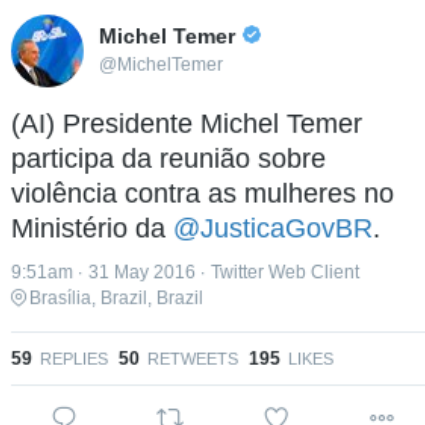 Michel Temer
@MichelTemer
(AI) Presidente Michel Temer
participa da reunião sobre
violência contra as mulheres no
Ministério da @JusticaGovBR.
9:51am · 31 May 2016 · Twitter Web Client
Brasília, Brazil, Brazil
59 REPLIES 50 RETWEETS 195 LIKES